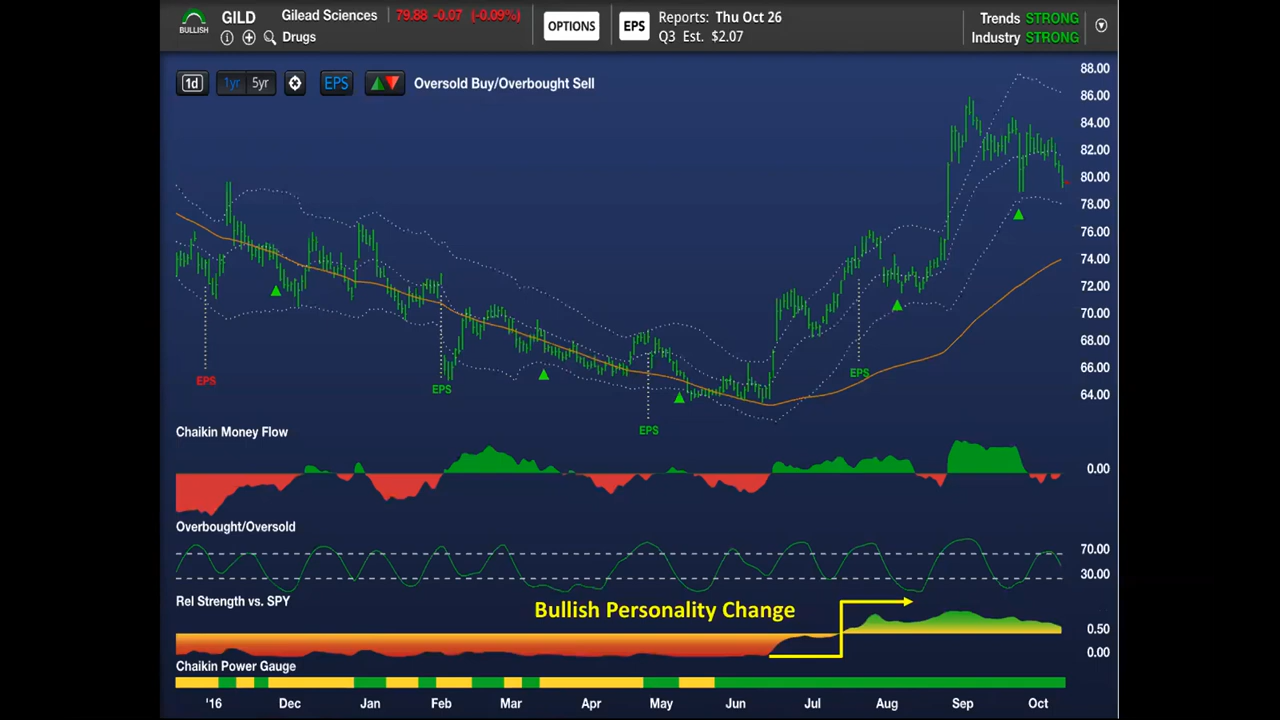 BULLISH
GILD
Gilead Sciences
79.88 -0.07 (-0.09%)
Drugs
OPTIONS
EPS
Reports: Thu Oct 26
Q3 Est. $2.07
Trends STRONG
Industry STRONG
1d
1yr 5yr
EPS
Oversold Buy/Overbought Sell
88.00
86.00
84.00
82.00
80.00
78.00
76.00
74.00
72.00
70.00
68.00
66.00
64.00
EPS
EPS
EPS
EPS
Chaikin Money Flow
0.00
Overbought/Oversold
70.00
30.00
Rel Strength vs. SPY
Bullish Personality Change
0.50
0.00
Chaikin Power Gauge
'16 Dec Jan Feb Mar Apr May Jun Jul Aug Sep Oct